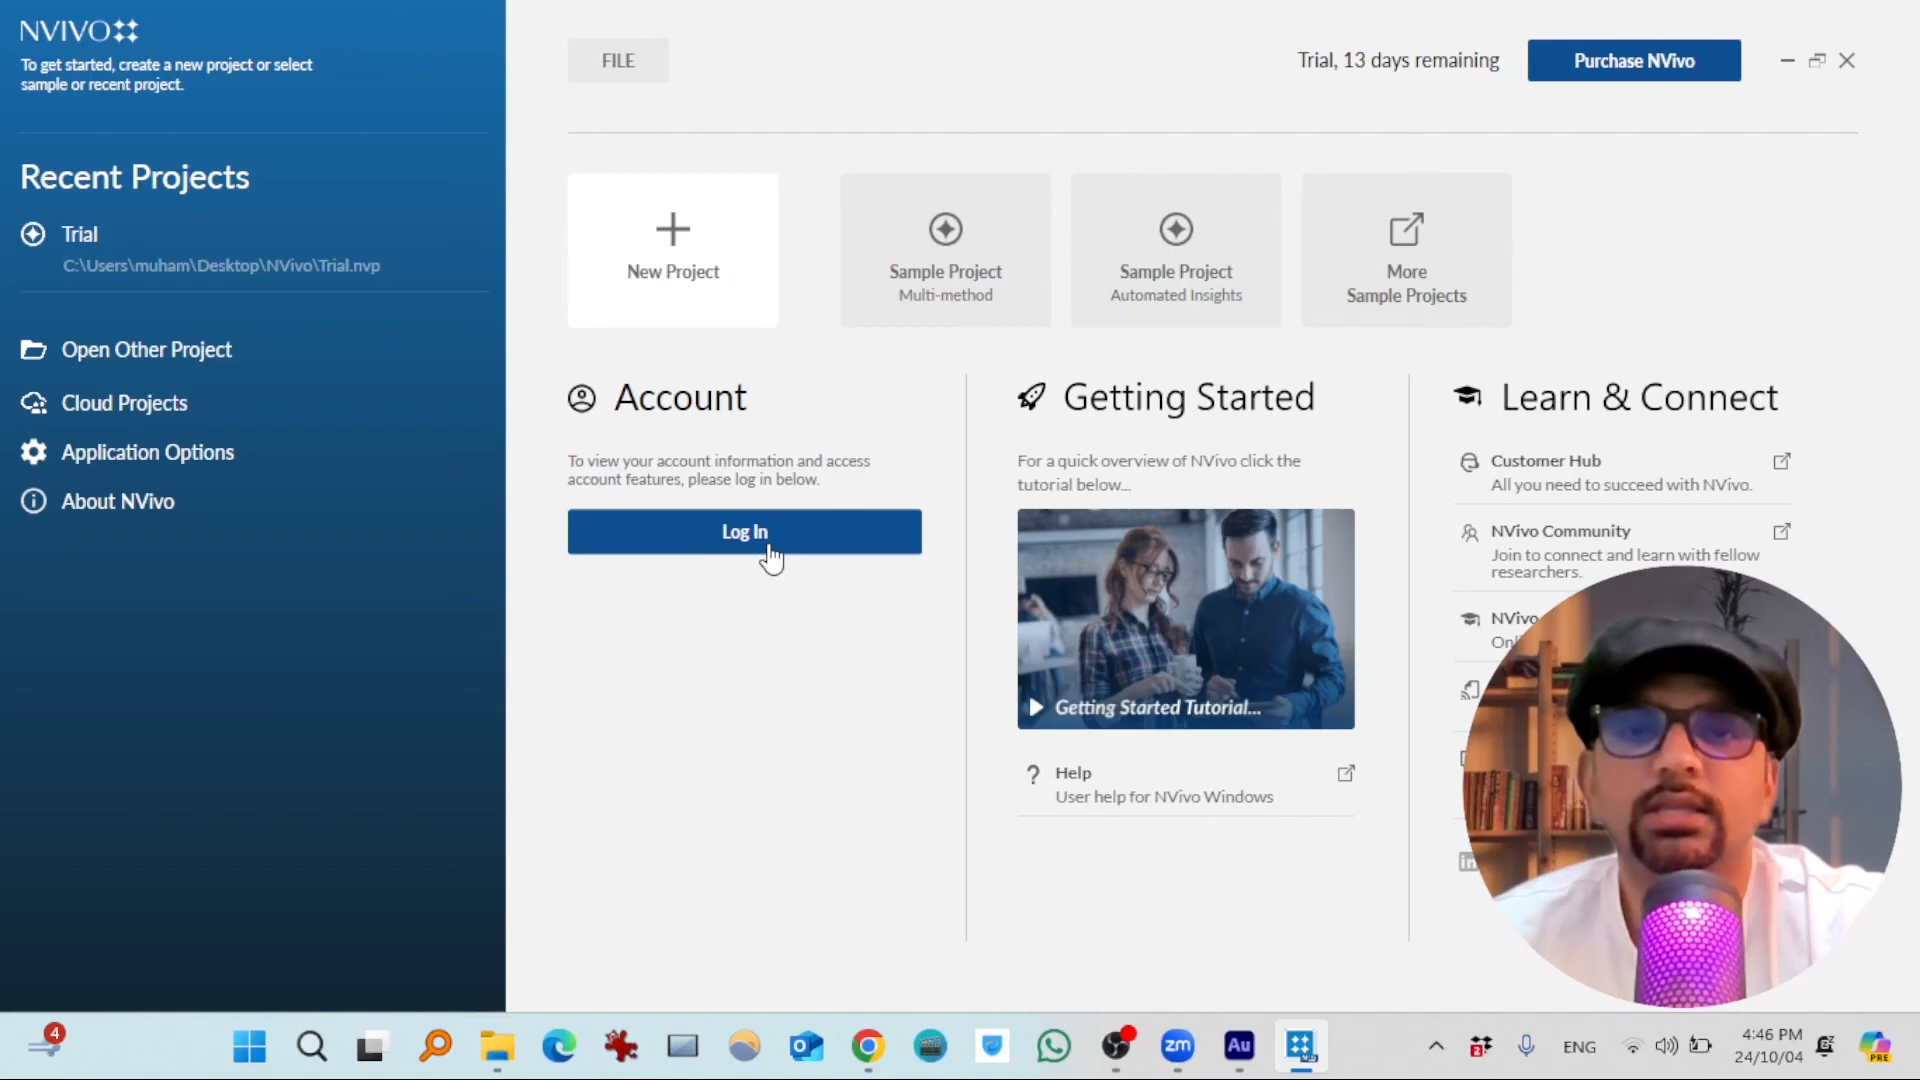 NVIVO
To get started, create a new project or select
sample or recent project.
Recent Projects
Trial
C:\Users\muham\Desktop\NVivo\Trial.nvp
Open Other Project
Cloud Projects
Application Options
About NVivo
FILE
Trial, 13 days remaining
Purchase NVivo
New Project
Sample Project
Multi-method
Sample Project
Automated Insights
More
Sample Projects
Account
To view your account information and access
account features, please log in below.
Log In
Getting Started
For a quick overview of NVivo click the
tutorial below...
Getting Started Tutorial...
Help
User help for NVivo Windows
Learn & Connect
Customer Hub
All you need to succeed with NVivo.
NVivo Community
Join to connect and learn with fellow
researchers.
NVivo
4
zm
Au
2
ENG
4:46 PM
24/10/04
PRE